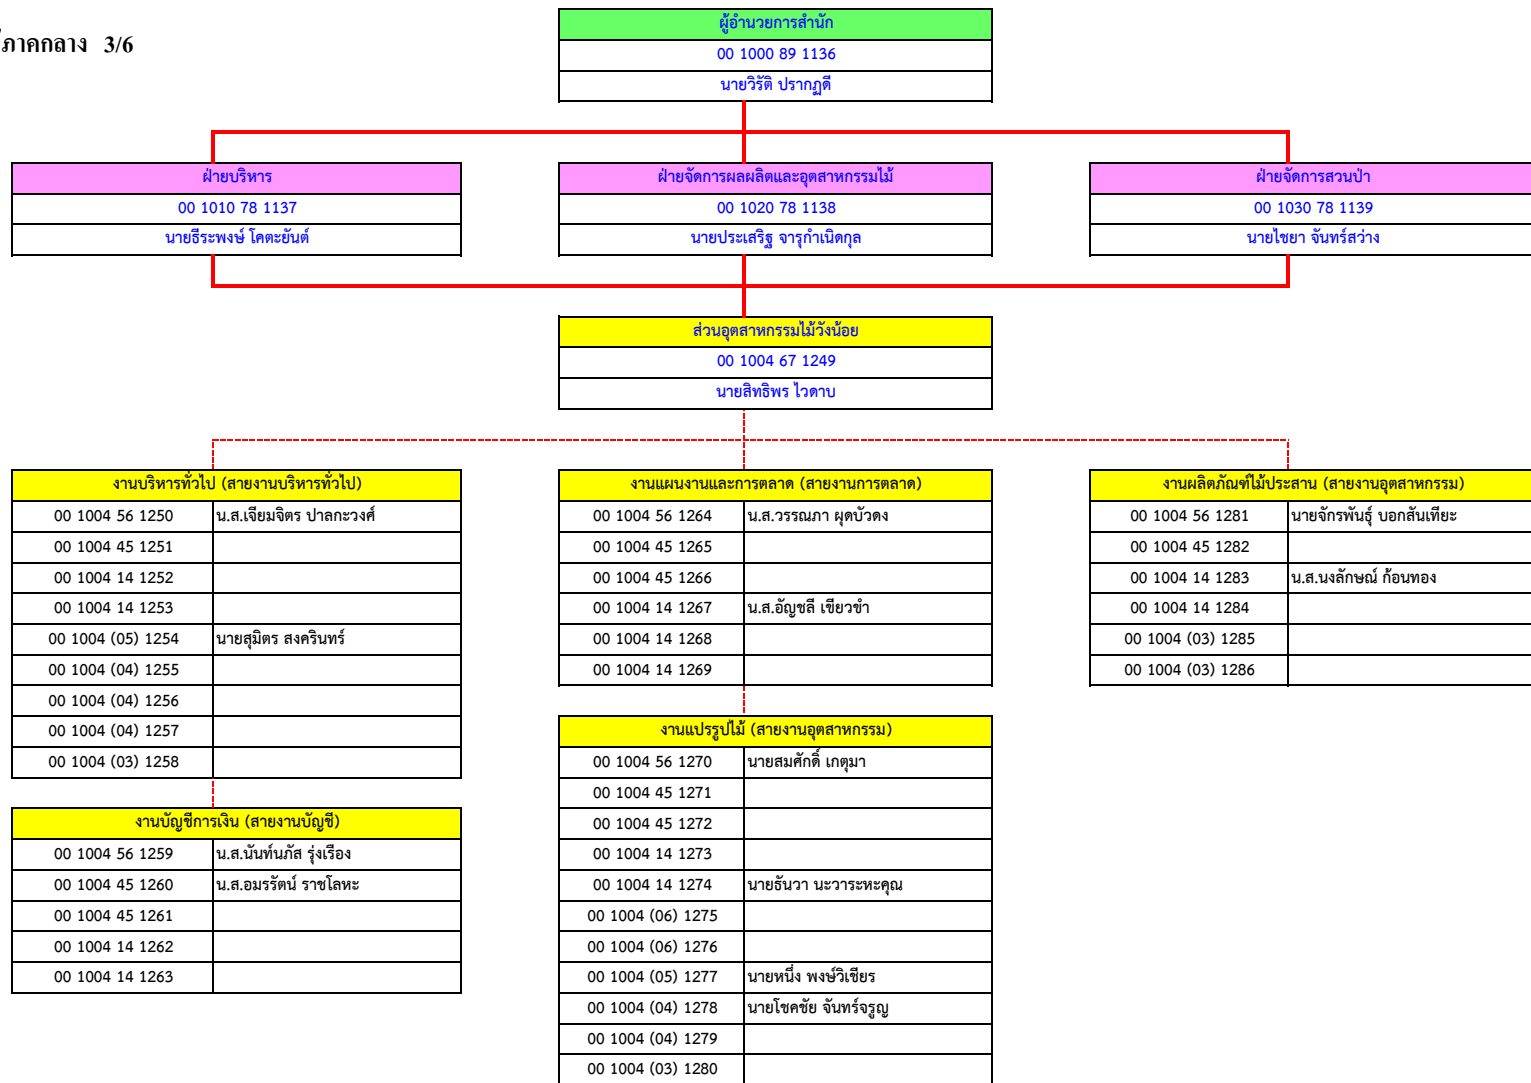 ภาคกลาง 3/6
ผู้อำนวยการสำนัก
00 1000 89 1136
นายวิรัติ ปรากฏดี
ฝ่ายบริหาร
00 1010 78 1137
นายธีระพงษ์ โคตะยันต์
ฝ่ายจัดการผลผลิตและอุตสาหกรรมไม้
00 1020 78 1138
นายประเสริฐ จารุกำเนิดกุล
ฝ่ายจัดการสวนป่า
00 1030 78 1139
นายไชยา จันทร์สว่าง
ส่วนอุตสาหกรรมไม้วังน้อย
00 1004 67 1249
นายสิทธิพร ไวดาบ
งานบริหารทั่วไป (สายงานบริหารทั่วไป)
00 1004 56 1250 น.ส.เจียมจิตร ปาลกะวงศ์
00 1004 45 1251
00 1004 14 1252
00 1004 14 1253
00 1004 (05) 1254 นายสุมิตร สงครินทร์
00 1004 (04) 1255
00 1004 (04) 1256
00 1004 (04) 1257
00 1004 (03) 1258
งานบัญชีการเงิน (สายงานบัญชี)
00 1004 56 1259 น.ส.นันท์นภัส รุ่งเรือง
00 1004 45 1260 น.ส.อมรรัตน์ ราชโลหะ
00 1004 45 1261
00 1004 14 1262
00 1004 14 1263
งานแผนงานและการตลาด (สายงานการตลาด)
00 1004 56 1264 น.ส.วรรณภา ผุดบัวดง
00 1004 45 1265
00 1004 45 1266
00 1004 14 1267 น.ส.อัญชลี เขียวขำ
00 1004 14 1268
00 1004 14 1269
งานแปรรูปไม้ (สายงานอุตสาหกรรม)
00 1004 56 1270 นายสมศักดิ์ เกตุมา
00 1004 45 1271
00 1004 45 1272
00 1004 14 1273
00 1004 14 1274 นายธันวา นะวาระหะคุณ
00 1004 (06) 1275
00 1004 (06) 1276
00 1004 (05) 1277 นายหนึ่ง พงษ์วิเชียร
00 1004 (04) 1278 นายโชคชัย จันทร์จรูญ
00 1004 (04) 1279
00 1004 (03) 1280
งานผลิตภัณฑ์ไม้ประสาน (สายงานอุตสาหกรรม)
00 1004 56 1281 นายจักรพันธุ์ บอกสันเทียะ
00 1004 45 1282
00 1004 14 1283 น.ส.นงลักษณ์ ก้อนทอง
00 1004 14 1284
00 1004 (03) 1285
00 1004 (03) 1286